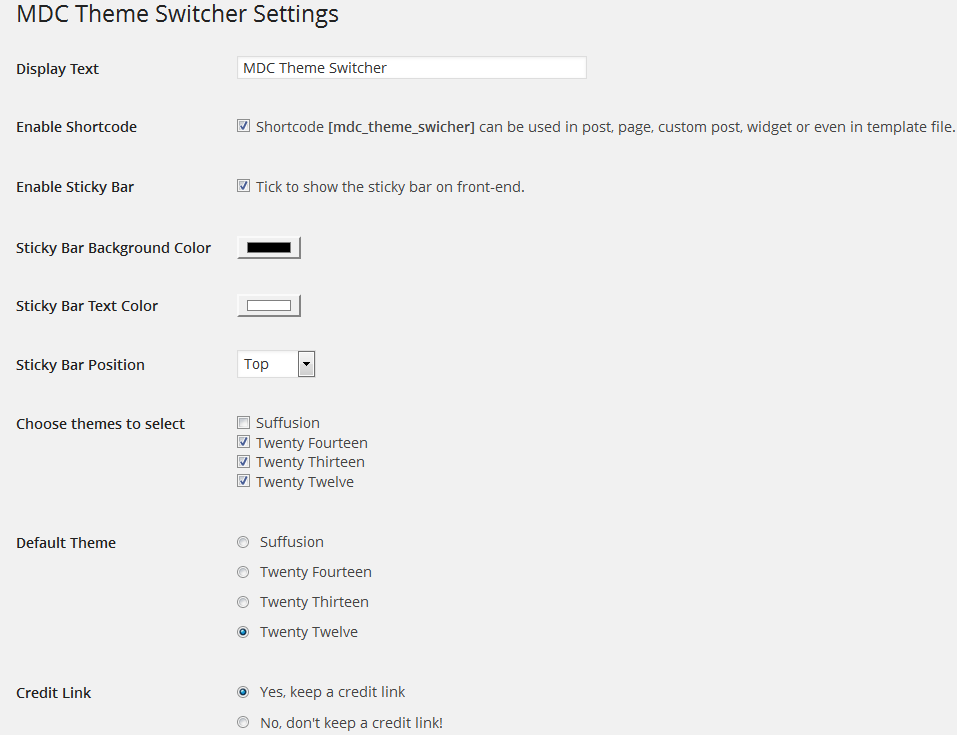 MDC Theme Switcher Settings
Display Text MDC Theme Switcher
Enable Shortcode Shortcode [mdc_theme_swicher] can be used in post, page, custom post, widget or even in template file.
Enable Sticky Bar Tick to show the sticky bar on front-end.
Sticky Bar Background Color
Sticky Bar Text Color
Sticky Bar Position Top
Choose themes to select Suffusion
Twenty Fourteen
Twenty Thirteen
Twenty Twelve
Default Theme Suffusion
Twenty Fourteen
Twenty Thirteen
Twenty Twelve
Credit Link Yes, keep a credit link
No, don't keep a credit link!